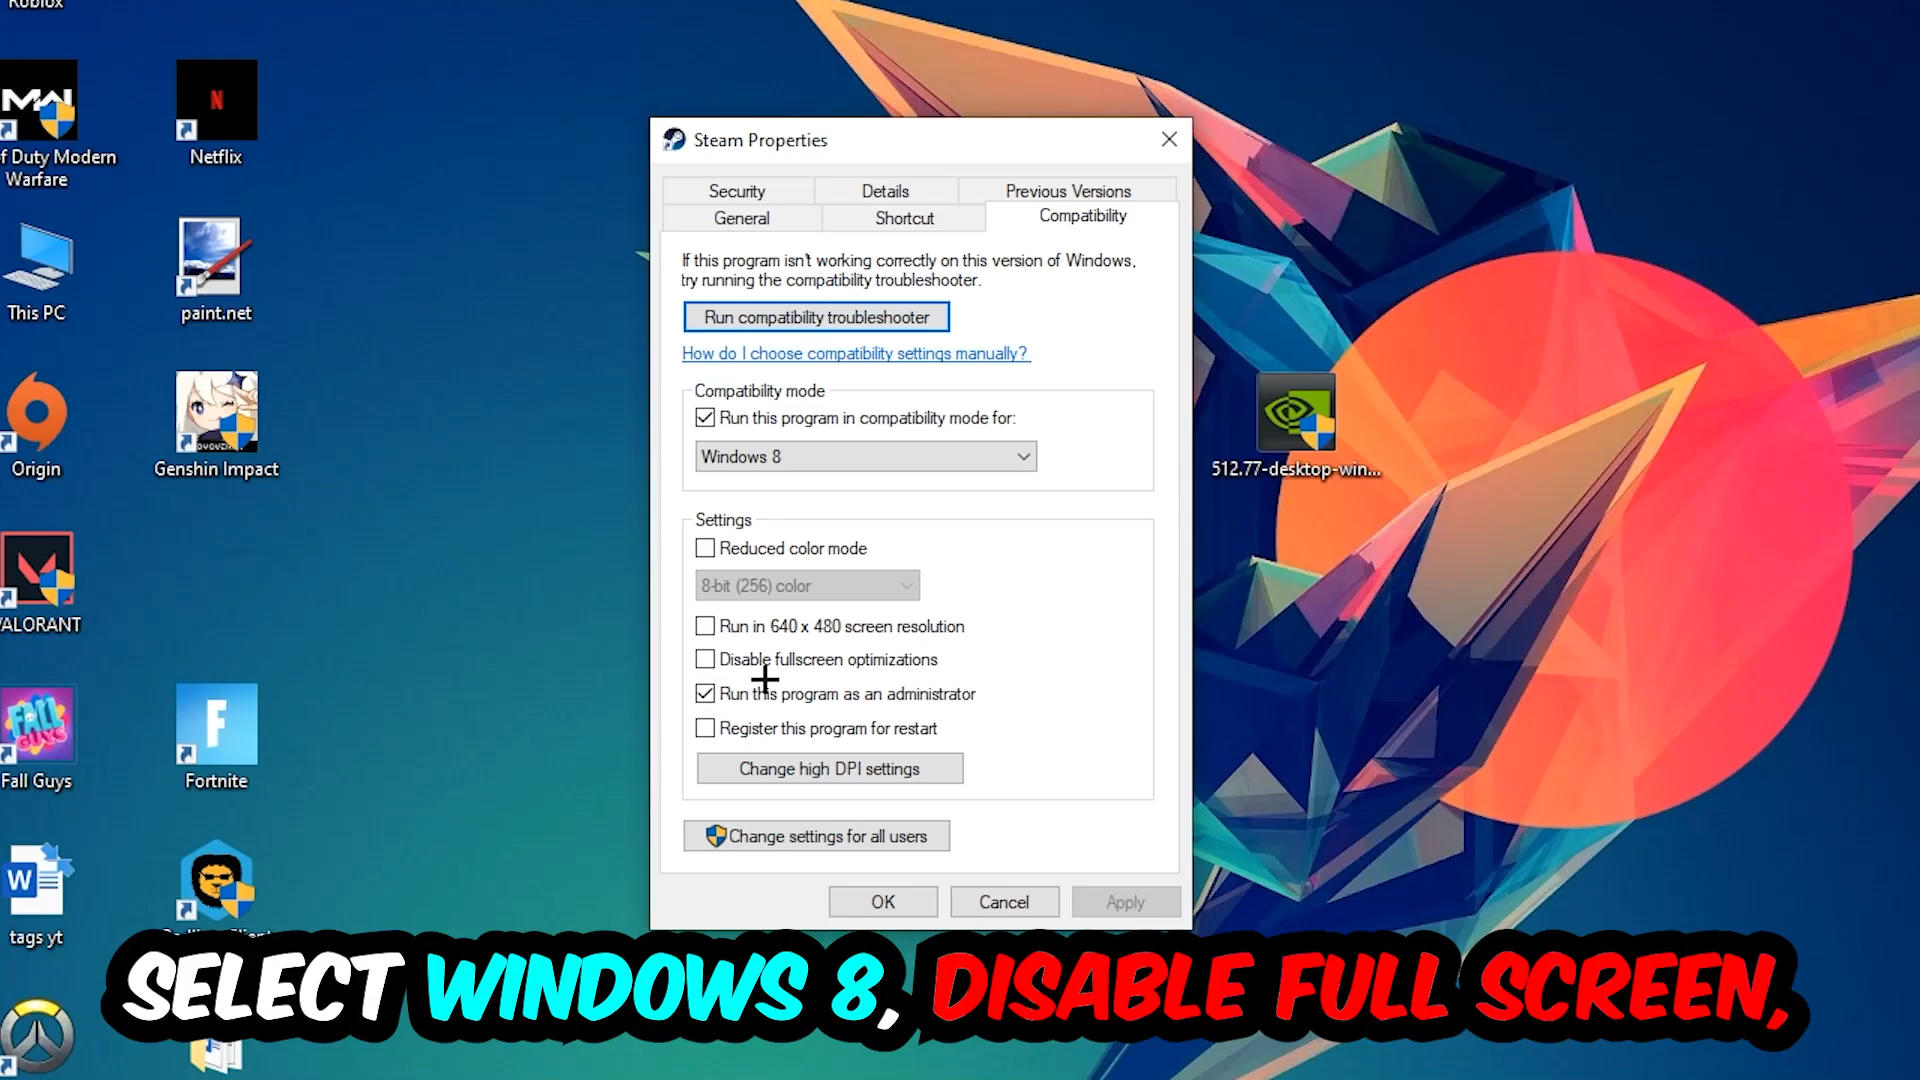 Roblox
MW
N
f Duty Modern
Warfare
Netflix
This PC
paint.net
Origin
Genshin Impact
VALORANT
FALL
GUYS
F
Fall Guys
Fortnite
W
tags yt
Steam Properties
Security
Details
Previous Versions
General
Shortcut
Compatibility
If this program isn't working correctly on this version of Windows,
try running the compatibility troubleshooter.
Run compatibility troubleshooter
How do I choose compatibility settings manually?
Compatibility mode
Run this program in compatibility mode for:
Windows 8
Settings
Reduced color mode
8-bit (256) color
Run in 640 x 480 screen resolution
Disable fullscreen optimizations
Run this program as an administrator
Register this program for restart
Change high DPI settings
Change settings for all users
OK
Cancel
Apply
512.77-desktop-win...
SELECT WINDOWS 8, DISABLE FULL SCREEN,